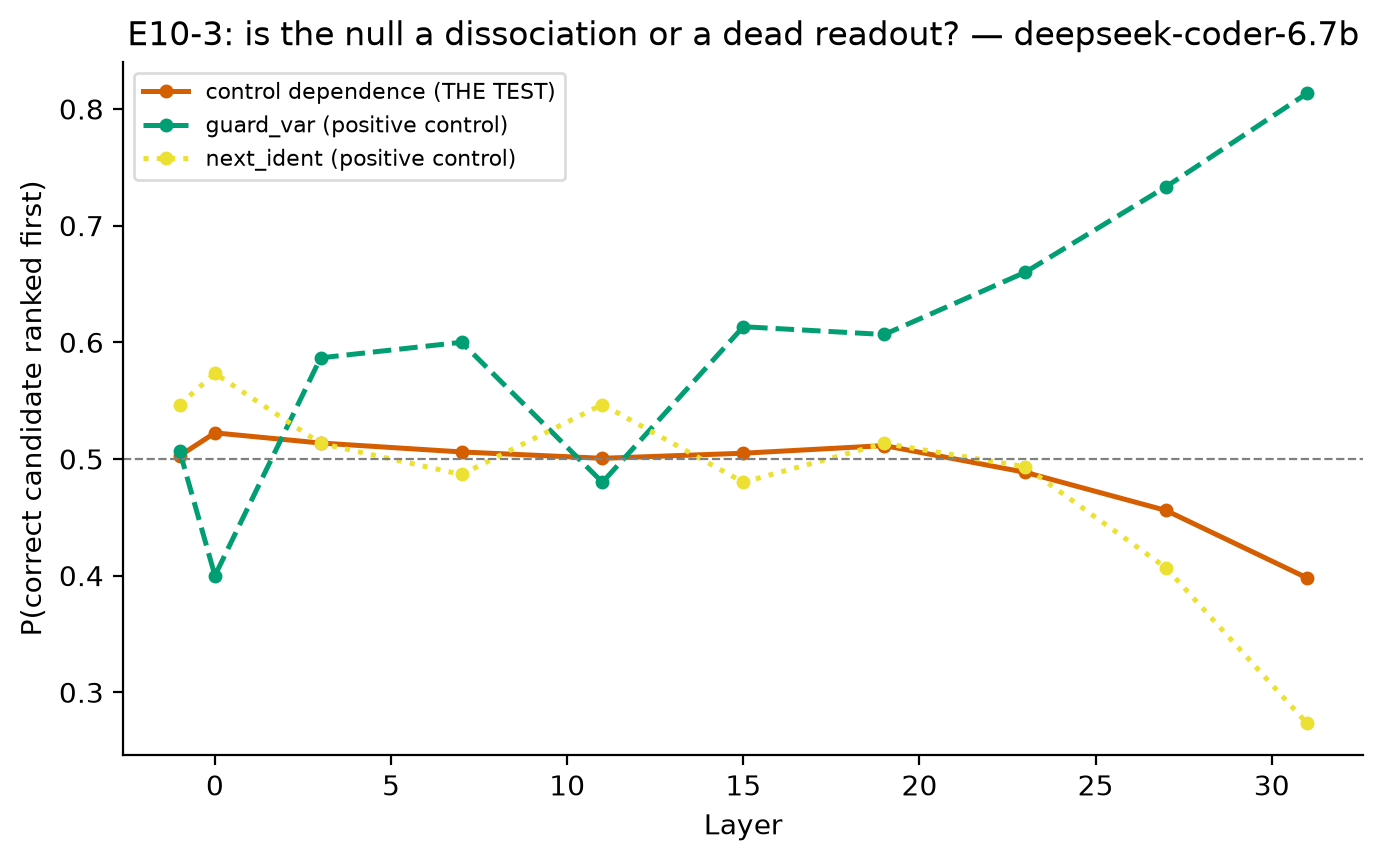 E10-3: is the null a dissociation or a dead readout? — deepseek-coder-6.7b
control dependence (THE TEST)
guard_var (positive control)
next_ident (positive control)
P(correct candidate ranked first)
0.8
0.7
0.6
0.5
0.4
0.3
0
5
10
15
20
25
30
Layer